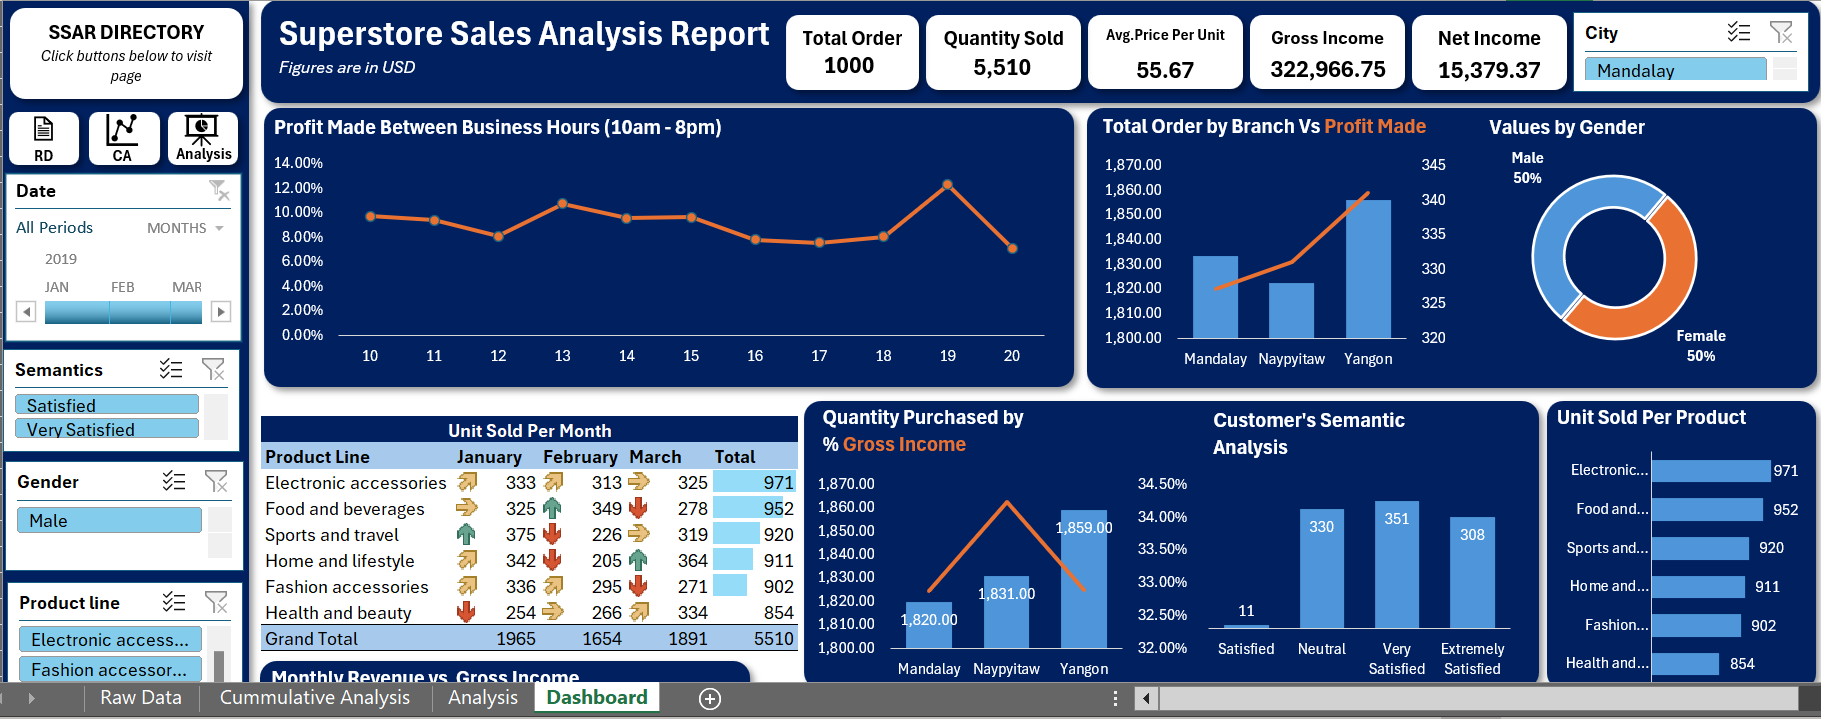 SSAR DIRECTORY
Click buttons below to visit
page
RD
CA
Analysis
Date
All Periods MONTHS
2019
JAN FEB MAR
Semantics
Satisfied
Very Satisfied
Gender
Male
Product line
Electronic access...
Fashion accessor...
Superstore Sales Analysis Report
Figures are in USD
Total Order
1000
Quantity Sold
5,510
Avg.Price Per Unit
55.67
Gross Income
322,966.75
Net Income
15,379.37
City
Mandalay
Profit Made Between Business Hours (10am - 8pm)
14.00%
12.00%
10.00%
8.00%
6.00%
4.00%
2.00%
0.00%
10 11 12 13 14 15 16 17 18 19 20
Total Order by Branch Vs Profit Made
1,870.00
1,860.00
1,850.00
1,840.00
1,830.00
1,820.00
1,810.00
1,800.00
345
340
335
330
325
320
Mandalay Naypyitaw Yangon
Values by Gender
Male
50%
Female
50%
Unit Sold Per Month
Product Line January February March Total
Electronic accessories 333 313 325 971
Food and beverages 325 349 278 952
Sports and travel 375 226 319 920
Home and lifestyle 342 205 364 911
Fashion accessories 336 295 271 902
Health and beauty 254 266 334 854
Grand Total 1965 1654 1891 5510
Monthly Revenue vs Gross Income
Quantity Purchased by
% Gross Income
1,870.00
1,860.00
1,850.00
1,840.00
1,830.00
1,820.00
1,810.00
1,800.00
1,820.00
1,831.00
1,859.00
34.50%
34.00%
33.50%
33.00%
32.50%
32.00%
Mandalay Naypyitaw Yangon
Customer's Semantic
Analysis
11
330
351
308
Satisfied Neutral Very Extremely
Satisfied Satisfied
Unit Sold Per Product
Electronic... 971
Food and... 952
Sports and... 920
Home and... 911
Fashion... 902
Health and... 854
Raw Data Cummulative Analysis Analysis Dashboard